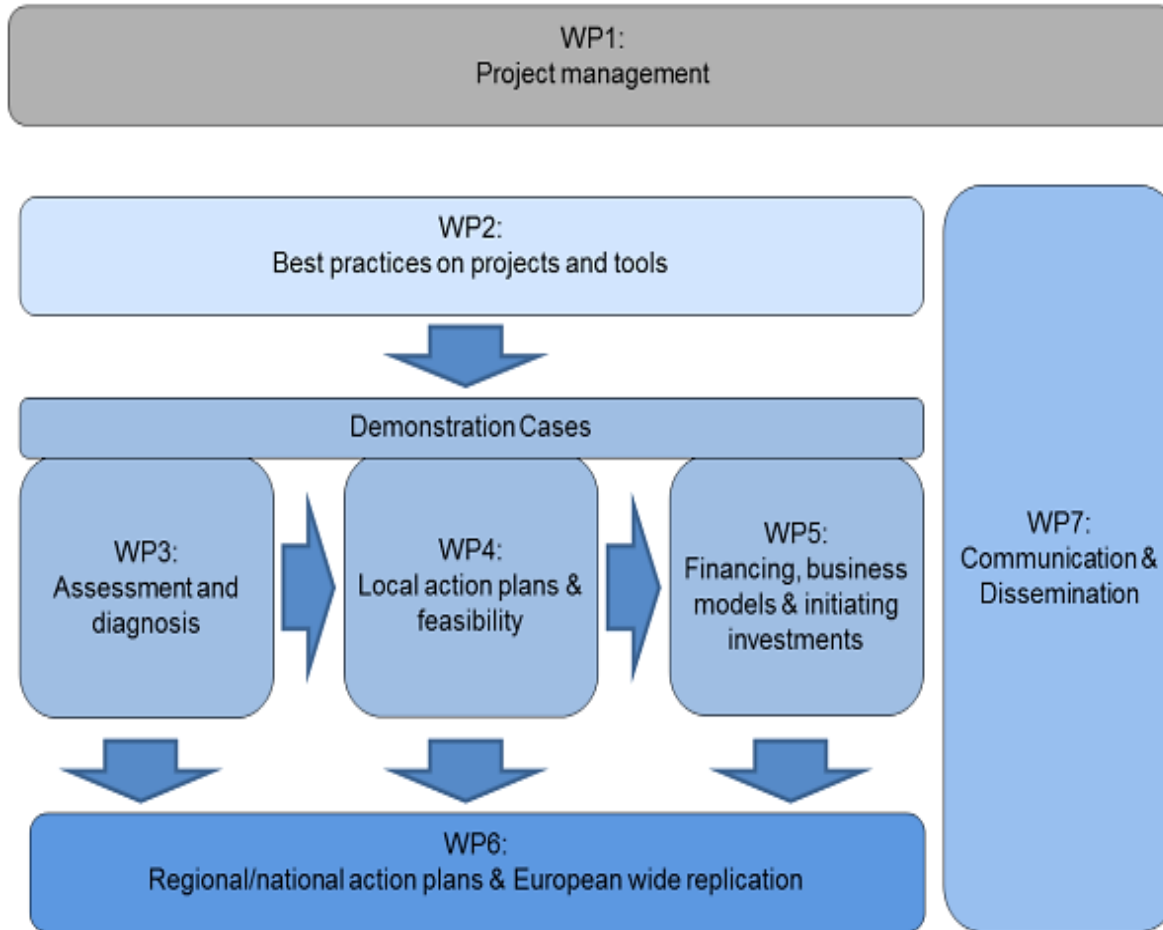 WP1:
Project management
WP2:
Best practices on projects and tools
Demonstration Cases
WP3:
Assessment and
diagnosis
WP4:
Local action plans &
feasibility
WP5:
Financing, business
models & initiating
investments
WP7:
Communication &
Dissemination
WP6:
Regional/national action plans & European wide replication